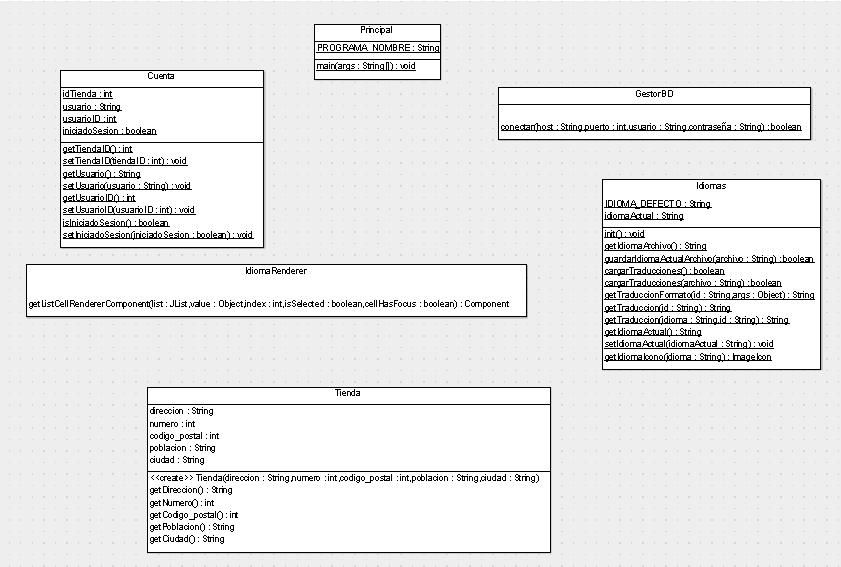 Principal
PROGRAMA_NOMBRE : String
main(args : String[]) : void
Cuenta
idTienda : int
usuario : String
usuarioID : int
iniciadoSesion : boolean
getTiendaID() : int
setTiendaID(tiendaID : int) : void
getUsuario() : String
setUsuario(usuario : String) : void
getUsuarioID() : int
setUsuarioID(usuarioID : int) : void
isIniciadoSesion() : boolean
setIniciadoSesion(iniciadoSesion : boolean) : void
GestorBD
conectar(host : String,puerto : int,usuario : String,contraseña : String) : boolean
Idiomas
IDIOMA_DEFECTO : String
idiomaActual : String
init() : void
getIdiomaArchivo() : String
guardarIdiomaActualArchivo(archivo : String) : boolean
cargarTraducciones() : boolean
cargarTraducciones(archivo : String) : boolean
getTraduccionFormato(id : String,args : Object) : String
getTraduccion(id : String) : String
getTraduccion(idioma : String,id : String) : String
getIdiomaActual() : String
setIdiomaActual(idiomaActual : String) : void
getIdiomaIcono(idioma : String) : ImageIcon
IdiomaRenderer
getListCellRendererComponent(list : JList,value : Object,index : int,isSelected : boolean,cellHasFocus : boolean) : Component
Tienda
direccion : String
numero : int
codigo_postal : int
poblacion : String
ciudad : String
<<create>> Tienda(direccion : String,numero : int,codigo_postal : int,poblacion : String,ciudad : String)
getDireccion() : String
getNumero() : int
getCodigo_postal() : int
getPoblacion() : String
getCiudad() : String